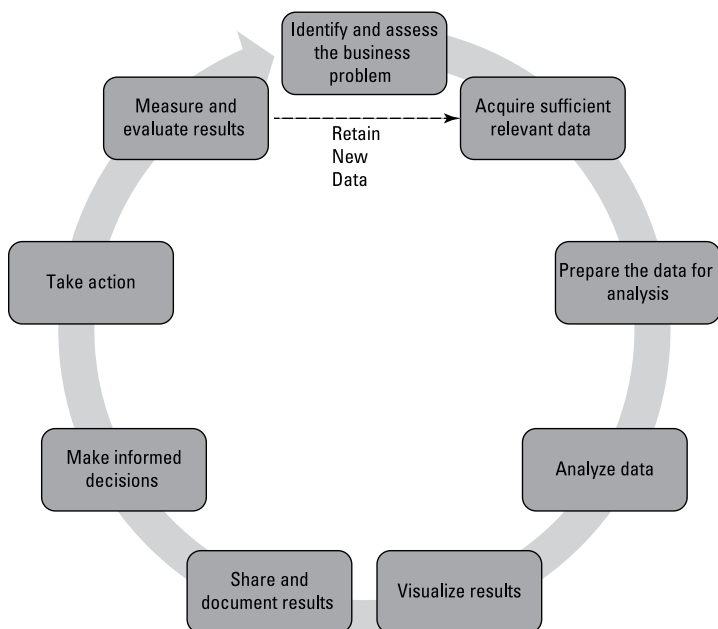 Identify and assess
the business
problem
Acquire sufficient
relevant data
Prepare the data for
analysis
Analyze data
Visualize results
Share and
document results
Make informed
decisions
Take action
Measure and
evaluate results
Retain
New
Data